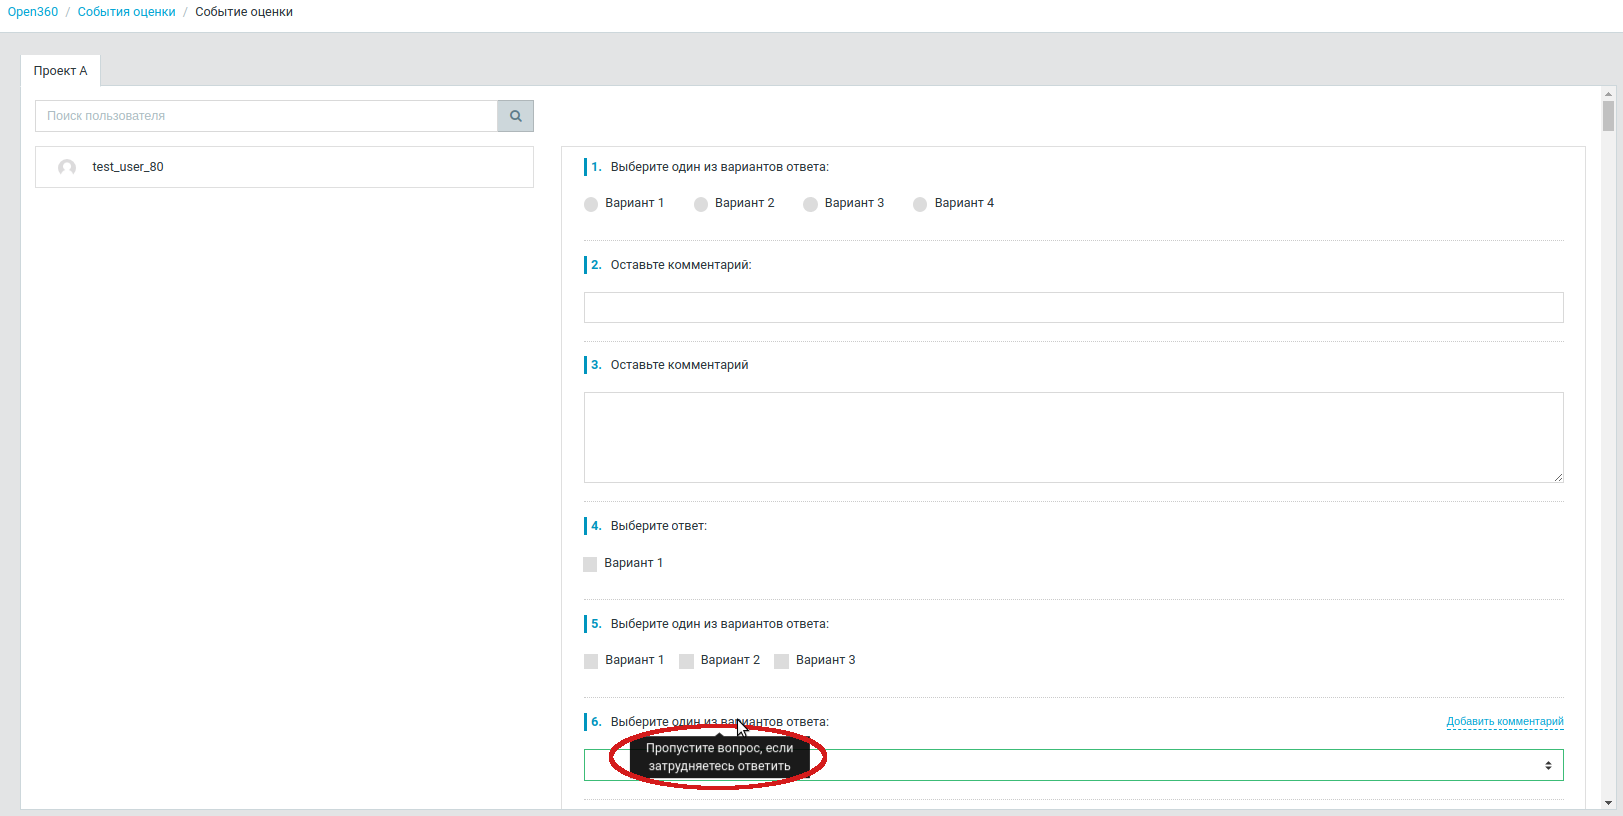 Open360 / События оценки / Событие оценки
Проект А
Поиск пользователя
test_user_80
1. Выберите один из вариантов ответа:
Вариант 1 Вариант 2 Вариант 3 Вариант 4
2. Оставьте комментарий:
3. Оставьте комментарий
4. Выберите ответ:
Вариант 1
5. Выберите один из вариантов ответа:
Вариант 1 Вариант 2 Вариант 3
6. Выберите один из вариантов ответа: Добавить комментарий
Пропустите вопрос, если
затрудняетесь ответить